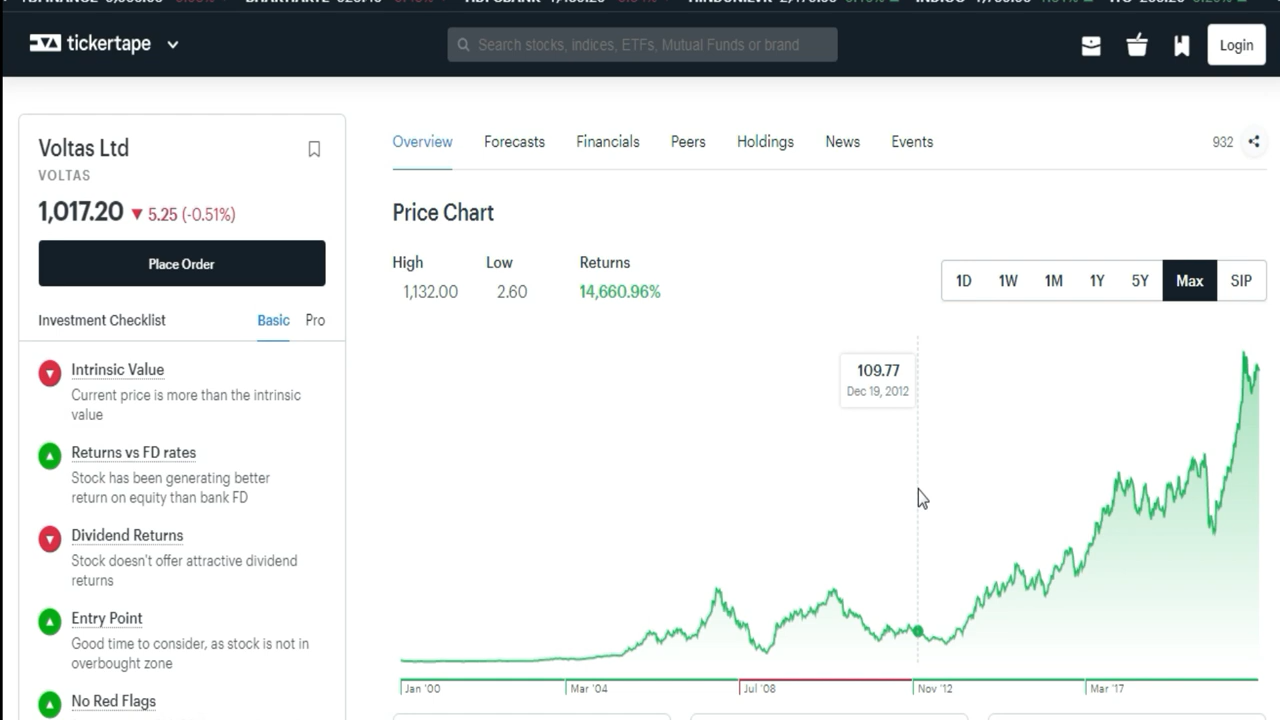 tickertape
Search stocks, indices, ETFs, Mutual Funds or brand
Login
Voltas Ltd
VOLTAS
1,017.20 ▼ 5.25 (-0.51%)
Place Order
Investment Checklist Basic Pro
Intrinsic Value
Current price is more than the intrinsic
value
Returns vs FD rates
Stock has been generating better
return on equity than bank FD
Dividend Returns
Stock doesn't offer attractive dividend
returns
Entry Point
Good time to consider, as stock is not in
overbought zone
No Red Flags
Overview Forecasts Financials Peers Holdings News Events 932
Price Chart
High Low Returns
1,132.00 2.60 14,660.96%
1D 1W 1M 1Y 5Y Max SIP
109.77
Dec 19, 2012
Jan '00 Mar '04 Jul '08 Nov '12 Mar '17